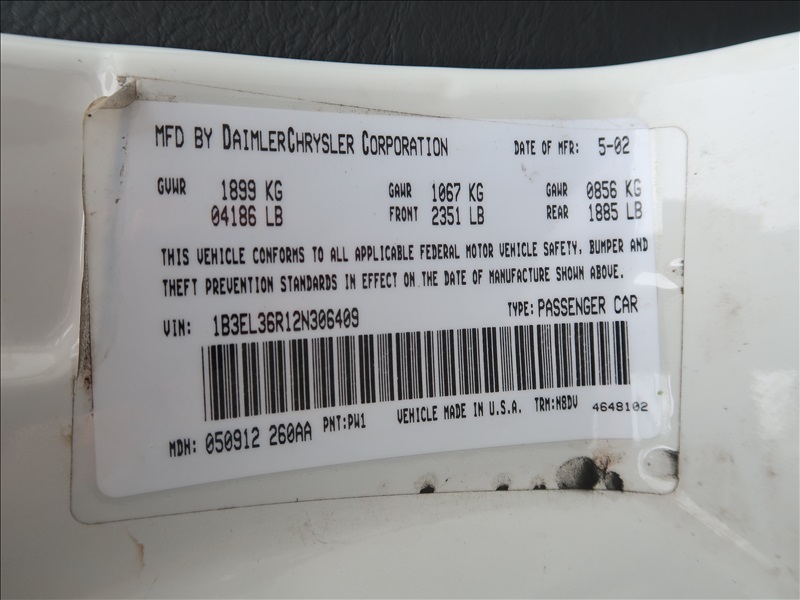 MFD BY DAIMLERCHRYSLER CORPORATION DATE OF MFR: 5-02
GVWR 1899 KG GAWR 1067 KG GAWR 0856 KG
04186 LB FRONT 2351 LB REAR 1885 LB
THIS VEHICLE CONFORMS TO ALL APPLICABLE FEDERAL MOTOR VEHICLE SAFETY, BUMPER AND
THEFT PREVENTION STANDARDS IN EFFECT ON THE DATE OF MANUFACTURE SHOWN ABOVE.
VIN: 1B3EL36R12N306409 TYPE: PASSENGER CAR
MDH: 050912 260AA PNT:PW1 VEHICLE MADE IN U.S.A. TRM:N8DV 4648102